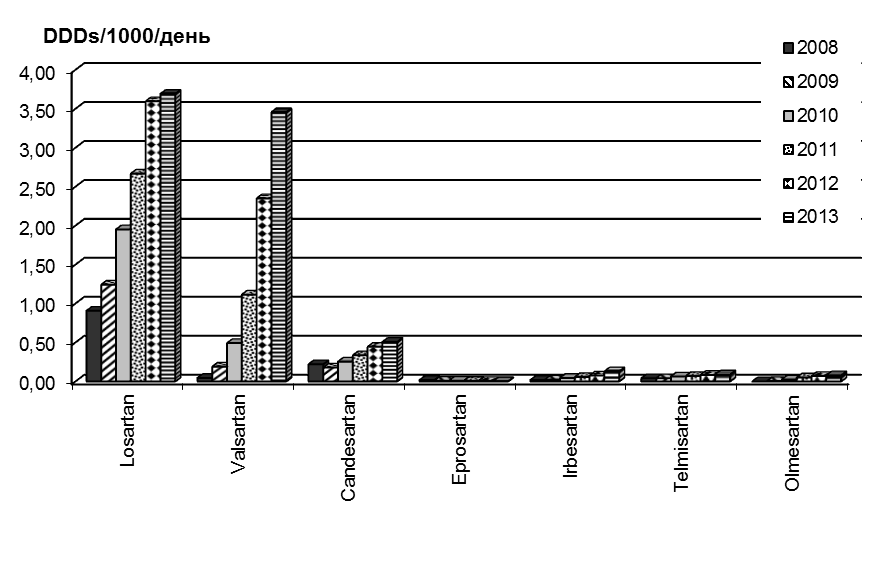 DDDs/1000/день
2008
2009
2010
2011
2012
2013
4,00
3,50
3,00
2,50
2,00
1,50
1,00
0,50
0,00
Losartan
Valsartan
Candesartan
Eprosartan
Irbesartan
Telmisartan
Olmesartan